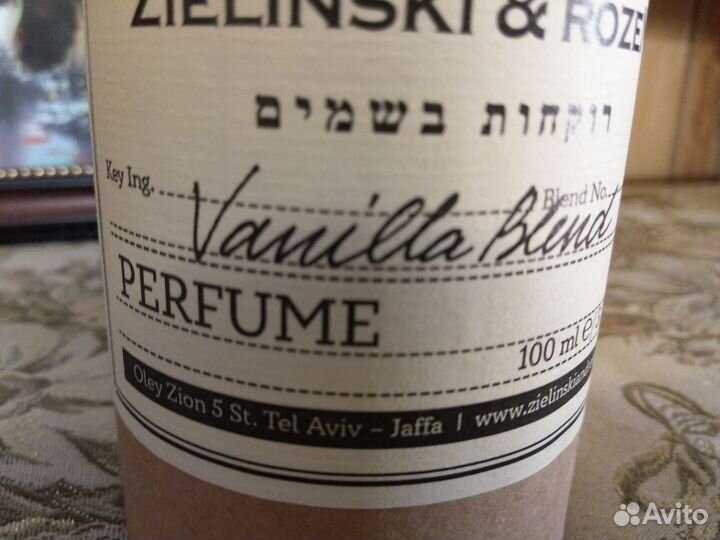 ZIELINSKI & ROZE
רוקחות בשמים
Key Ing. Blend No.
Vanilla Blend
PERFUME
100 ml e
Oley Zion 5 St. Tel Aviv – Jaffa | www.zielinskiand
Avito